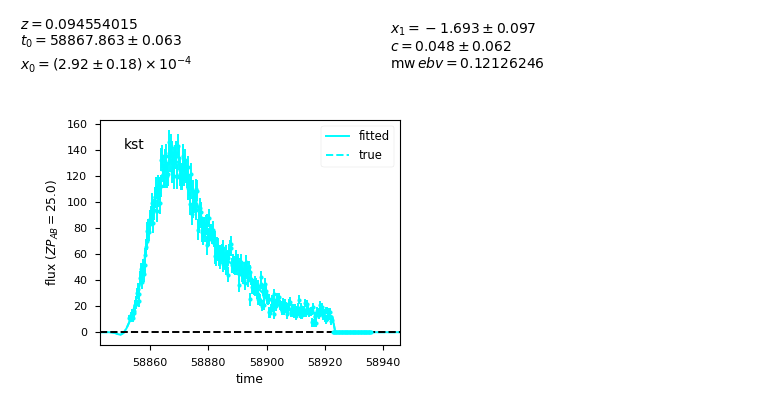 z = 0.094554015
t₀ = 58867.863 ± 0.063
x₀ = (2.92 ± 0.18) × 10⁻⁴
x₁ = −1.693 ± 0.097
c = 0.048 ± 0.062
mw ebv = 0.12126246
kst
fitted
true
flux (ZP_AB = 25.0)
160
140
120
100
80
60
40
20
0
58860 58880 58900 58920 58940
time